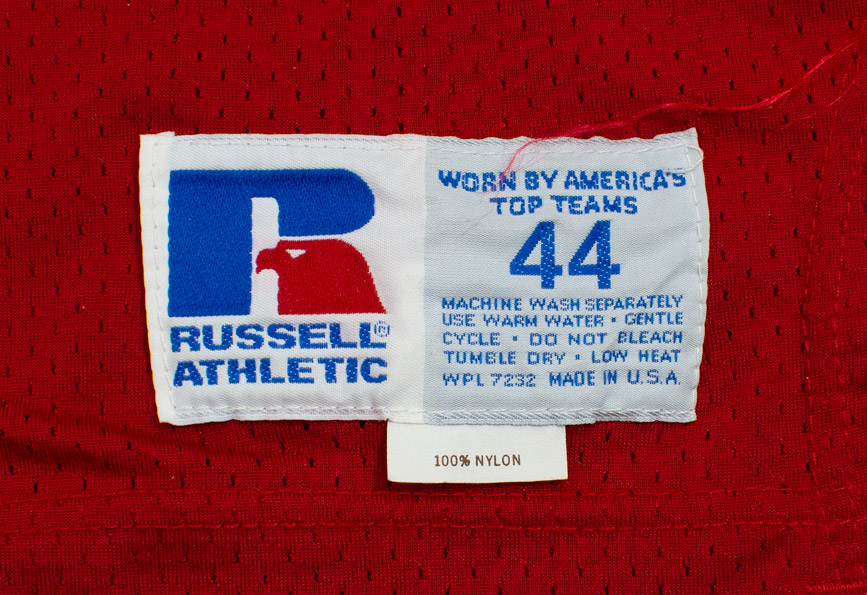 RUSSELL®
ATHLETIC
WORN BY AMERICA'S
TOP TEAMS
44
MACHINE WASH SEPARATELY
USE WARM WATER · GENTLE
CYCLE · DO NOT BLEACH
TUMBLE DRY · LOW HEAT
WPL 7232 MADE IN U.S.A.
100% NYLON